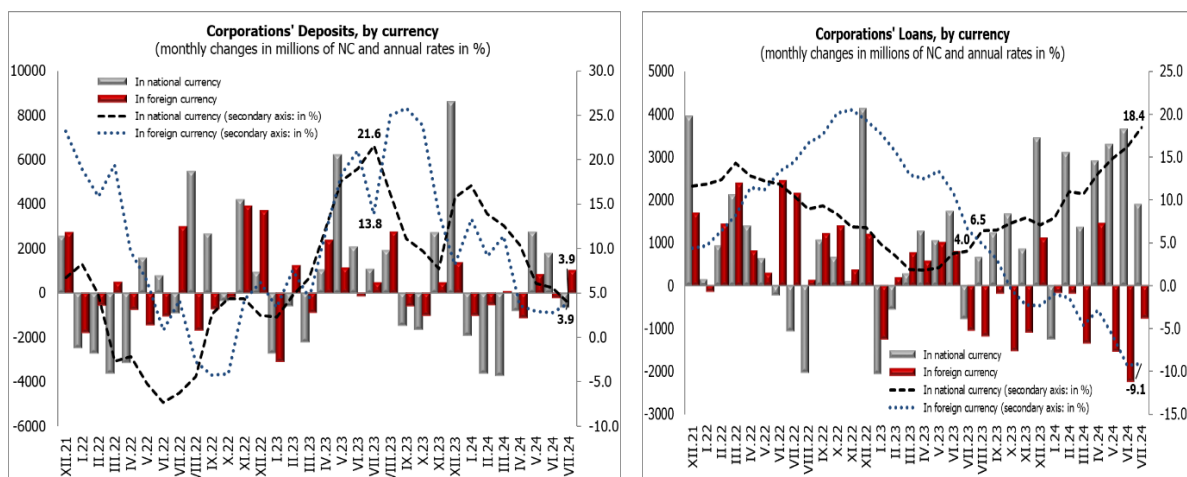 Corporations' Deposits, by currency
(monthly changes in millions of NC and annual rates in %)
10000
8000
6000
4000
2000
0
-2000
-4000
-6000
30.0
25.0
20.0
15.0
10.0
5.0
0.0
-5.0
-10.0
In national currency
In foreign currency
In national currency (secondary axis: in %)
In foreign currency (secondary axis: in %)
21.6
13.8
3.9
3.9
XII.21
I.22
II.22
III.22
IV.22
V.22
VI.22
VII.22
VIII.22
IX.22
X.22
XI.22
XII.22
I.23
II.23
III.23
IV.23
V.23
VI.23
VII.23
VIII.23
IX.23
X.23
XI.23
XII.23
I.24
II.24
III.24
IV.24
V.24
VI.24
VII.24
Corporations' Loans, by currency
(monthly changes in millions of NC and annual rates in %)
5000
4000
3000
2000
1000
0
-1000
-2000
-3000
25.0
20.0
15.0
10.0
5.0
0.0
-5.0
-10.0
-15.0
18.4
6.5
4.0
-9.1
In national currency
In foreign currency
In national currency (secondary axis: in %)
In foreign currency (secondary axis: in %)
XII.21
I.22
II.22
III.22
IV.22
V.22
VI.22
VII.22
VIII.22
IX.22
X.22
XI.22
XII.22
I.23
II.23
III.23
IV.23
V.23
VI.23
VII.23
VIII.23
IX.23
X.23
XI.23
XII.23
I.24
II.24
III.24
IV.24
V.24
VI.24
VII.24